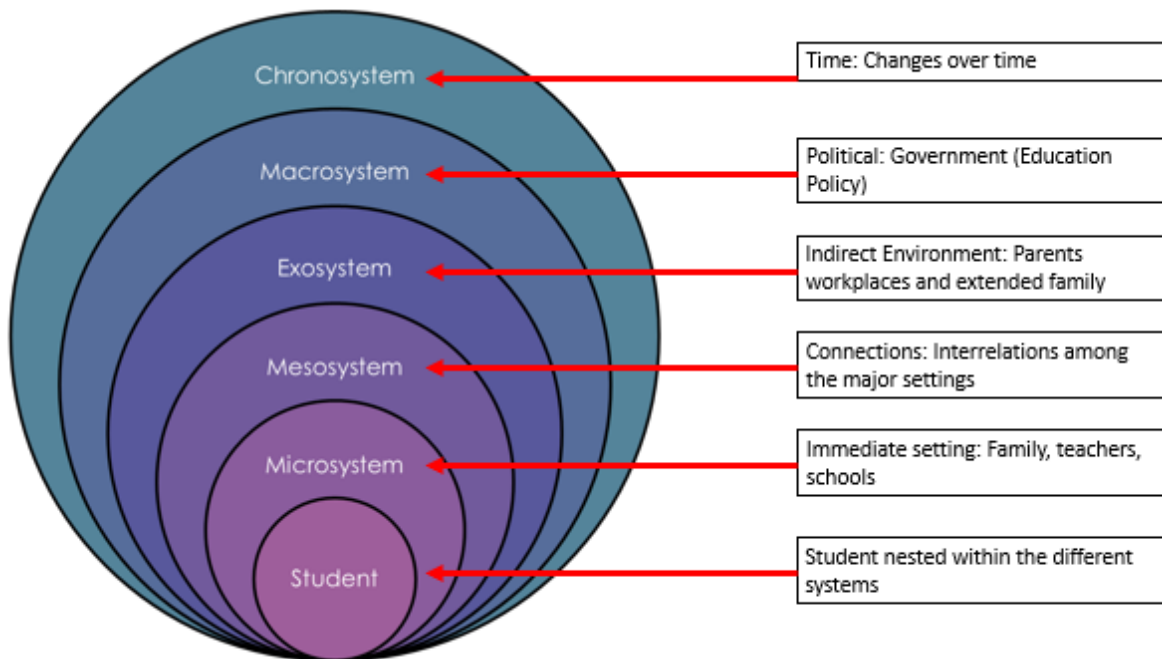 Chronosystem
Time: Changes over time
Macrosystem
Political: Government (Education
Policy)
Exosystem
Indirect Environment: Parents
workplaces and extended family
Mesosystem
Connections: Interrelations among
the major settings
Microsystem
Immediate setting: Family, teachers,
schools
Student
Student nested within the different
systems